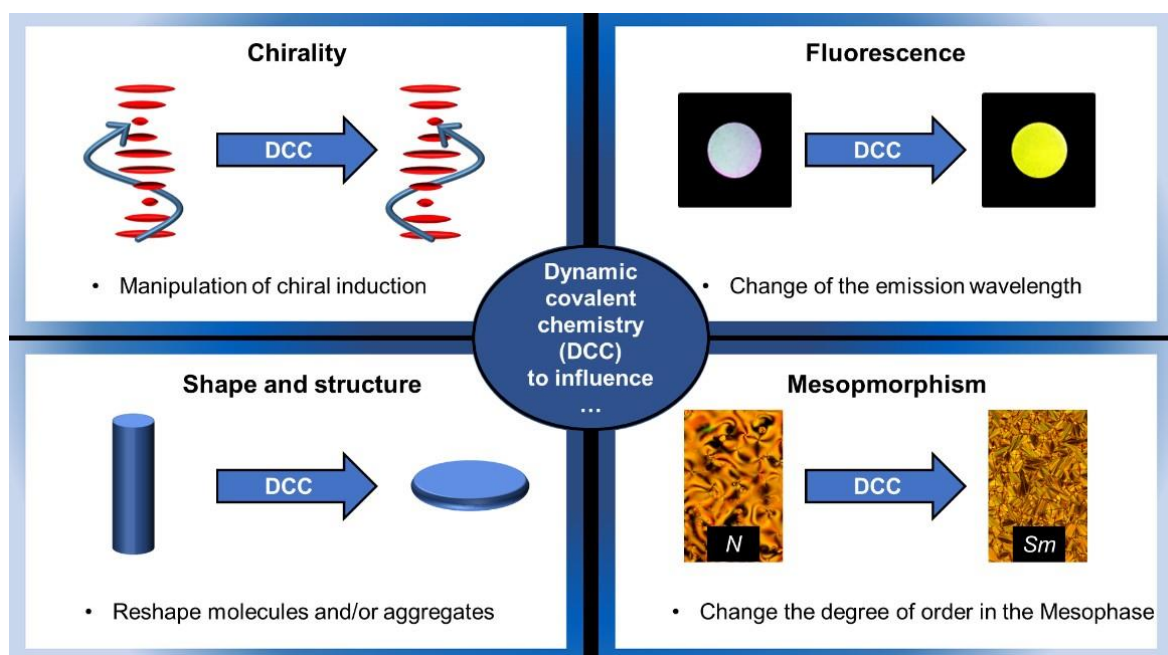 Chirality
DCC
• Manipulation of chiral induction
Fluorescence
DCC
• Change of the emission wavelength
Dynamic
covalent
chemistry
(DCC)
to influence
…
Shape and structure
DCC
• Reshape molecules and/or aggregates
Mesopmorphism
DCC
N
Sm
• Change the degree of order in the Mesophase